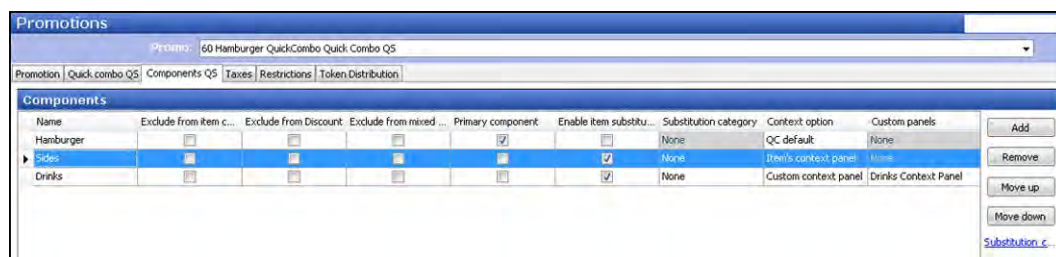 Promotions
Promo: 60 Hamburger QuickCombo Quick Combo QS
Promotion Quick combo QS Components QS Taxes Restrictions Token Distribution
Components
Name Exclude from item c... Exclude from Discount Exclude from mixed ... Primary component Enable item substitu... Substitution category Context option Custom panels
Hamburger None QC default None
Sides None Item's context panel None
Drinks None Custom context panel Drinks Context Panel
Add
Remove
Move up
Move down
Substitution c...